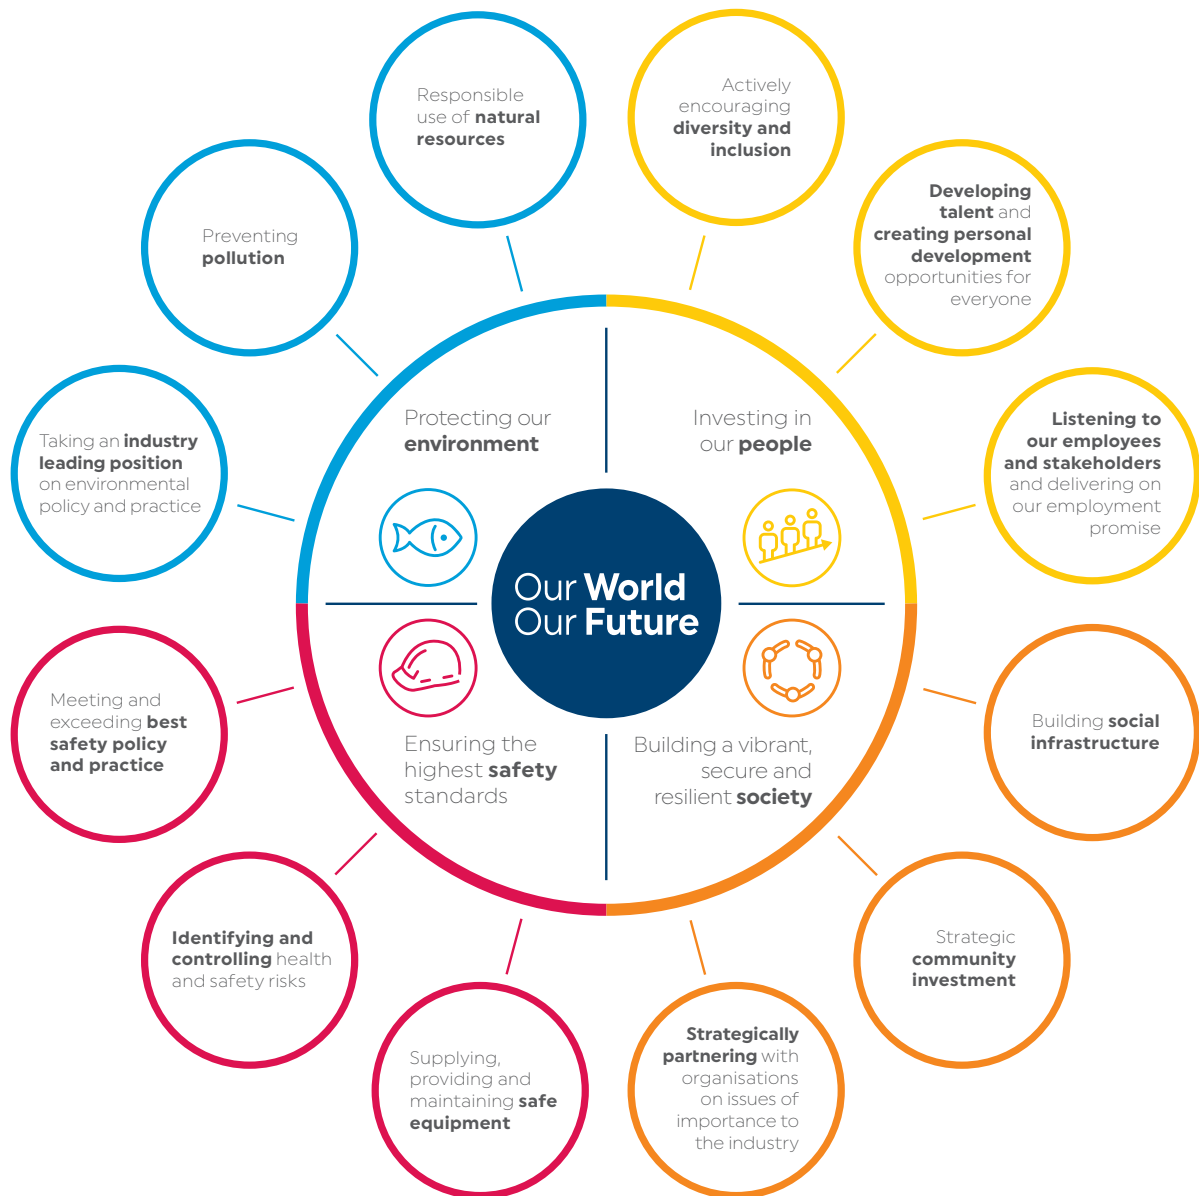 Responsible
use of natural
resources
Actively
encouraging
diversity and
inclusion
Preventing
pollution
Developing
talent and
creating personal
development
opportunities for
everyone
Taking an industry
leading position
on environmental
policy and practice
Protecting our
environment
Investing in
our people
Listening to
our employees
and stakeholders
and delivering on
our employment
promise
Our World
Our Future
Meeting and
exceeding best
safety policy
and practice
Ensuring the
highest safety
standards
Building a vibrant,
secure and
resilient society
Building social
infrastructure
Identifying and
controlling health
and safety risks
Strategic
community
investment
Supplying,
providing and
maintaining safe
equipment
Strategically
partnering with
organisations
on issues of
importance to
the industry